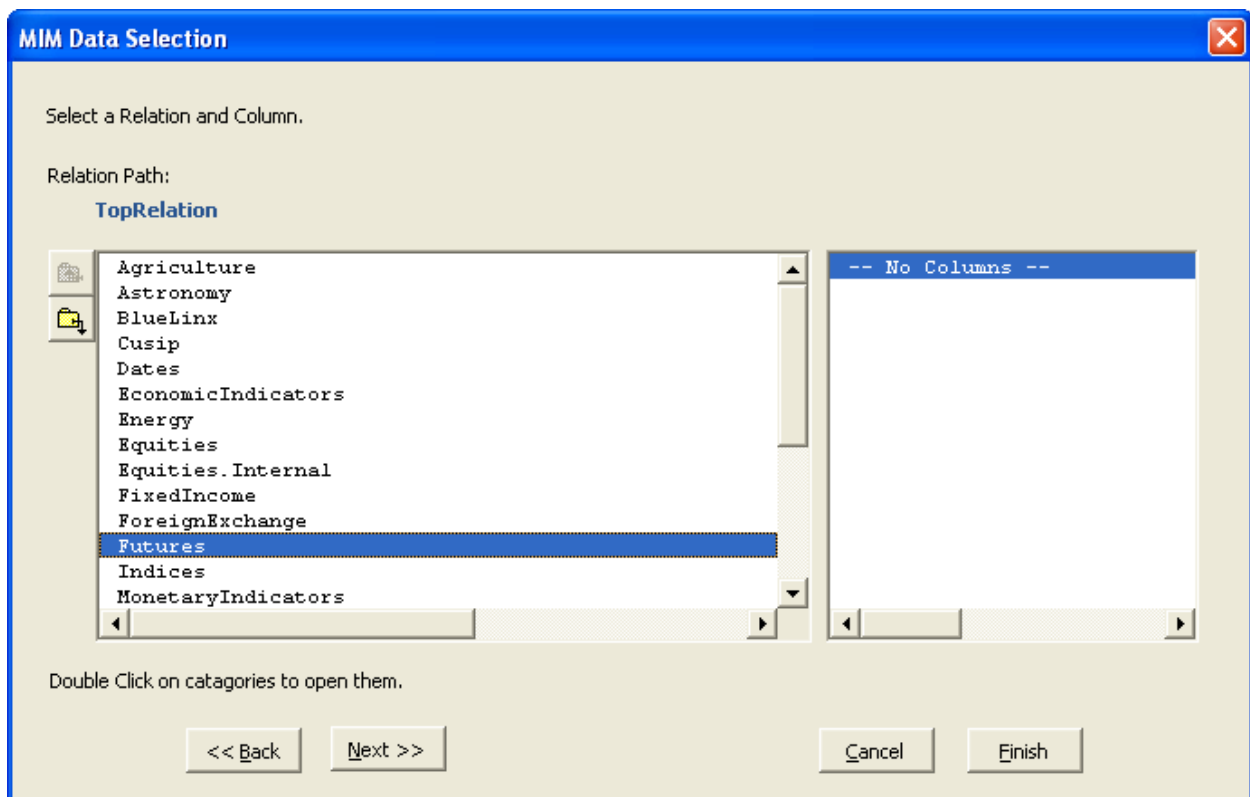 MIM Data Selection
Select a Relation and Column.
Relation Path:
TopRelation
Agriculture
Astronomy
BlueLinx
Cusip
Dates
EconomicIndicators
Energy
Equities
Equities.Internal
FixedIncome
ForeignExchange
Futures
Indices
MonetaryIndicators
-- No Columns --
Double Click on catagories to open them.
<< Back
Next >>
Cancel
Finish